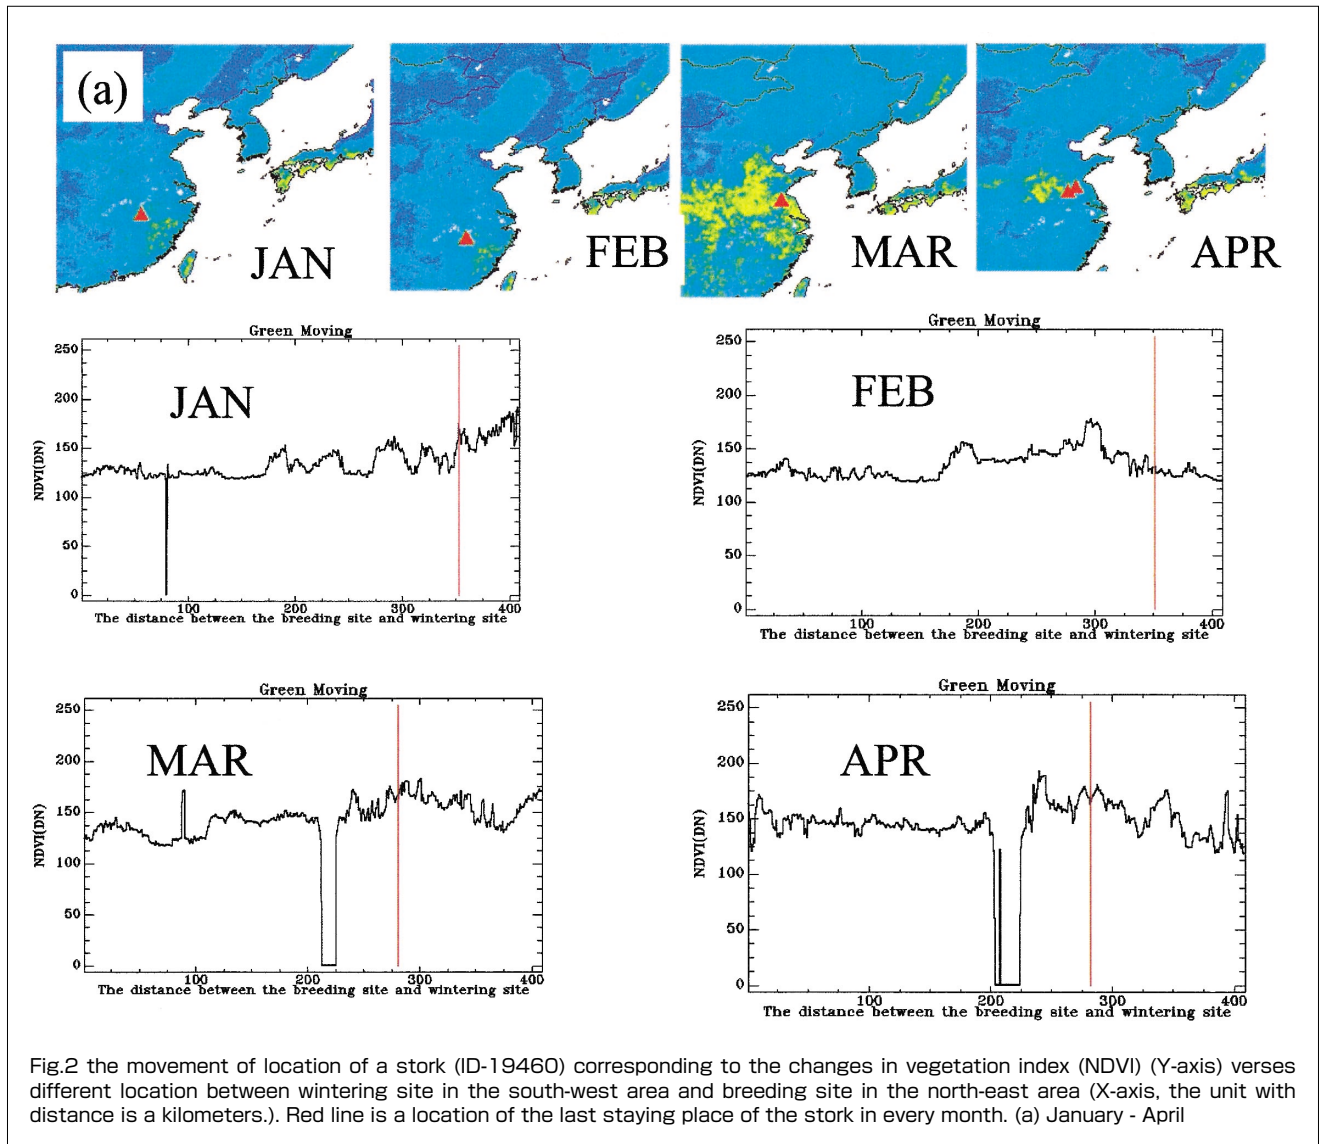 (a)
JAN
FEB
MAR
APR
Green Moving
250
200
150
100
50
0
NDVI(DN)
JAN
100
200
300
400
The distance between the breeding site and wintering site
Green Moving
250
200
150
100
50
0
NDVI(DN)
FEB
100
200
300
400
The distance between the breeding site and wintering site
Green Moving
250
200
150
100
50
0
NDVI(DN)
MAR
100
200
300
400
The distance between the breeding site and wintering site
Green Moving
250
200
150
100
50
0
NDVI(DN)
APR
100
200
300
400
The distance between the breeding site and wintering site
Fig.2 the movement of location of a stork (ID-19460) corresponding to the changes in vegetation index (NDVI) (Y-axis) verses
different location between wintering site in the south-west area and breeding site in the north-east area (X-axis, the unit with
distance is a kilometers.). Red line is a location of the last staying place of the stork in every month. (a) January - April